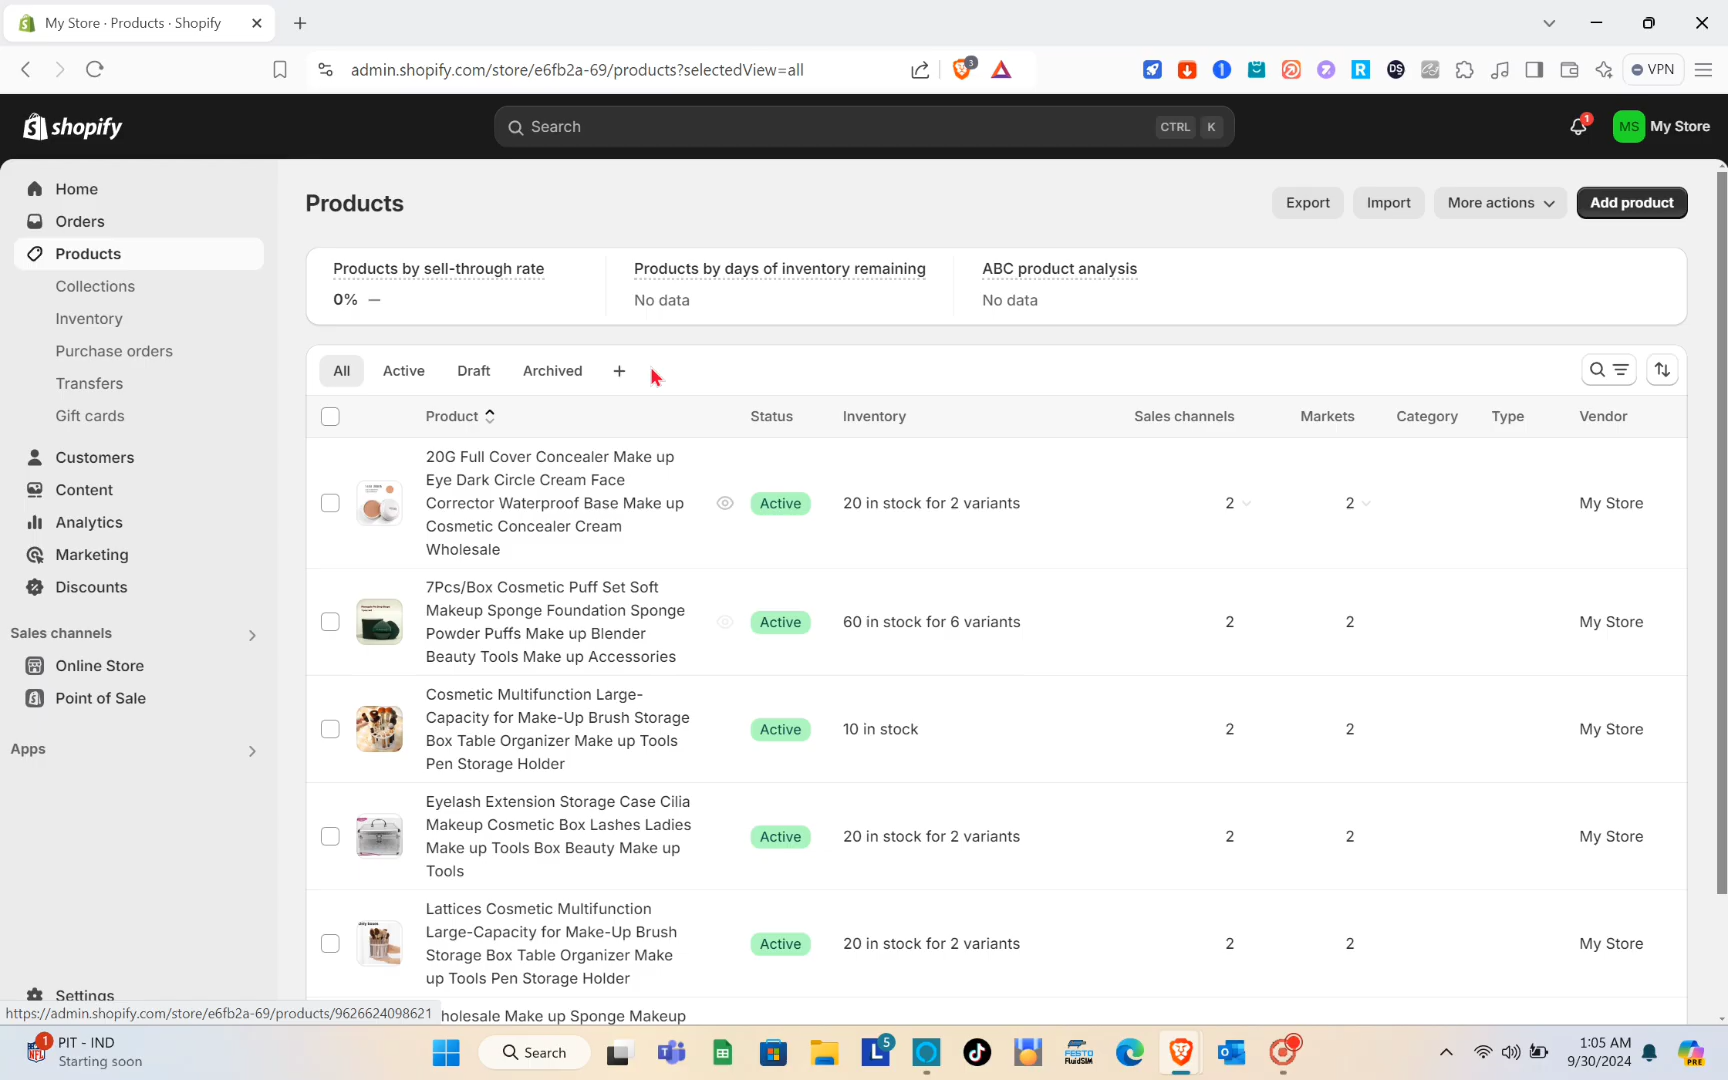 My Store · Products · Shopify
admin.shopify.com/store/e6fb2a-69/products?selectedView=all
3
VPN
shopify
Search
CTRL K
1
MS My Store
Home
Orders
Products
Collections
Inventory
Purchase orders
Transfers
Gift cards
Customers
Content
Analytics
Marketing
Discounts
Sales channels
Online Store
Point of Sale
Apps
Settings
https://admin.shopify.com/store/e6fb2a-69/products/9626624098621
Products
Export
Import
More actions
Add product
Products by sell-through rate
0% —
Products by days of inventory remaining
No data
ABC product analysis
No data
All Active Draft Archived +
Product Status Inventory Sales channels Markets Category Type Vendor
20G Full Cover Concealer Make up
Eye Dark Circle Cream Face
Corrector Waterproof Base Make up
Cosmetic Concealer Cream
Wholesale
Active 20 in stock for 2 variants 2 2 My Store
7Pcs/Box Cosmetic Puff Set Soft
Makeup Sponge Foundation Sponge
Powder Puffs Make up Blender
Beauty Tools Make up Accessories
Active 60 in stock for 6 variants 2 2 My Store
Cosmetic Multifunction Large-
Capacity for Make-Up Brush Storage
Box Table Organizer Make up Tools
Pen Storage Holder
Active 10 in stock 2 2 My Store
Eyelash Extension Storage Case Cilia
Makeup Cosmetic Box Lashes Ladies
Make up Tools Box Beauty Make up
Tools
Active 20 in stock for 2 variants 2 2 My Store
Lattices Cosmetic Multifunction
Large-Capacity for Make-Up Brush
Storage Box Table Organizer Make
up Tools Pen Storage Holder
Active 20 in stock for 2 variants 2 2 My Store
holesale Make up Sponge Makeup
1
PIT - IND
Starting soon
Search
5
1:05 AM
9/30/2024
PRE